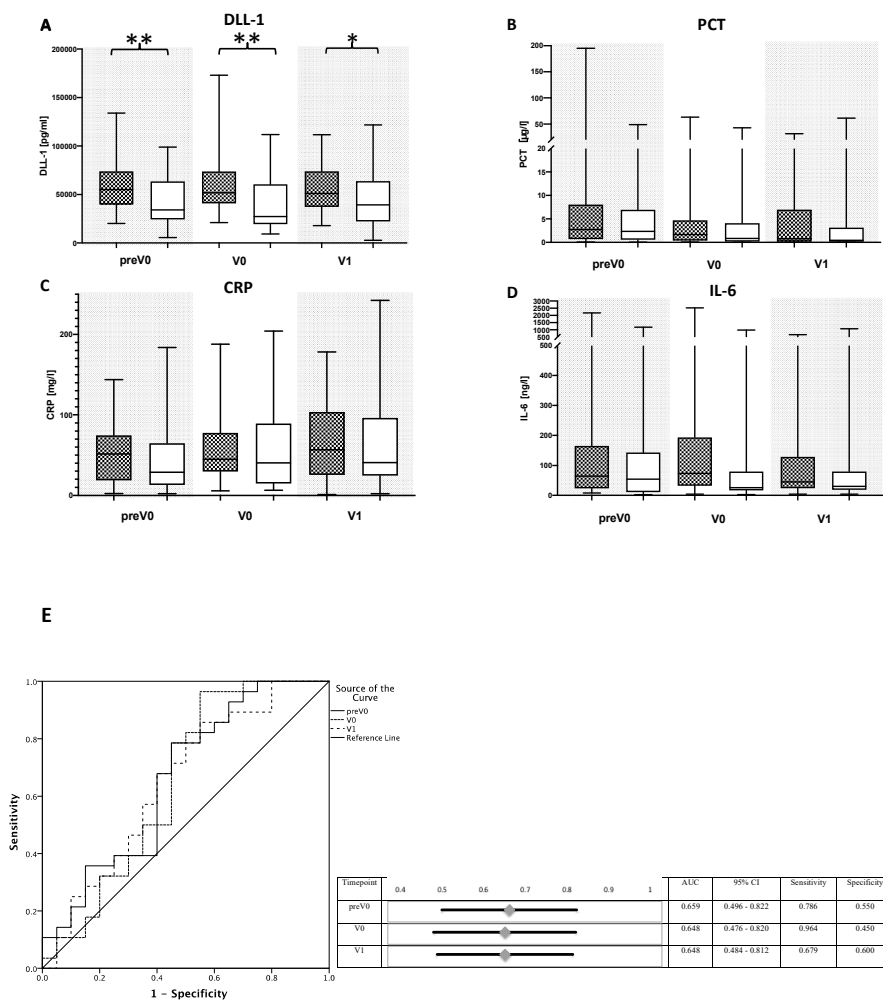 A
DLL-1
** ** *
200000
150000
100000
50000
0
DLL-1 [pg/ml]
preV0 V0 V1
B
PCT
200
150
100
50
20
15
10
5
0
PCT [µg/l]
preV0 V0 V1
C
CRP
200
100
0
CRP [mg/l]
preV0 V0 V1
D
IL-6
3000
2500
2000
1500
1000
500
500
400
300
200
100
0
IL-6 [ng/l]
preV0 V0 V1
E
1.0
0.8
0.6
0.4
0.2
0.0
Sensitivity
0.0 0.2 0.4 0.6 0.8 1.0
1 - Specificity
Source of the
Curve
preV0
V0
V1
Reference Line
Timepoint 0.4 0.5 0.6 0.7 0.8 1 AUC 95% CI Sensitivity Specificity
preV0 0.659 0.496 - 0.822 0.786 0.550
V0 0.648 0.476 - 0.820 0.964 0.450
V1 0.648 0.484 - 0.812 0.679 0.600